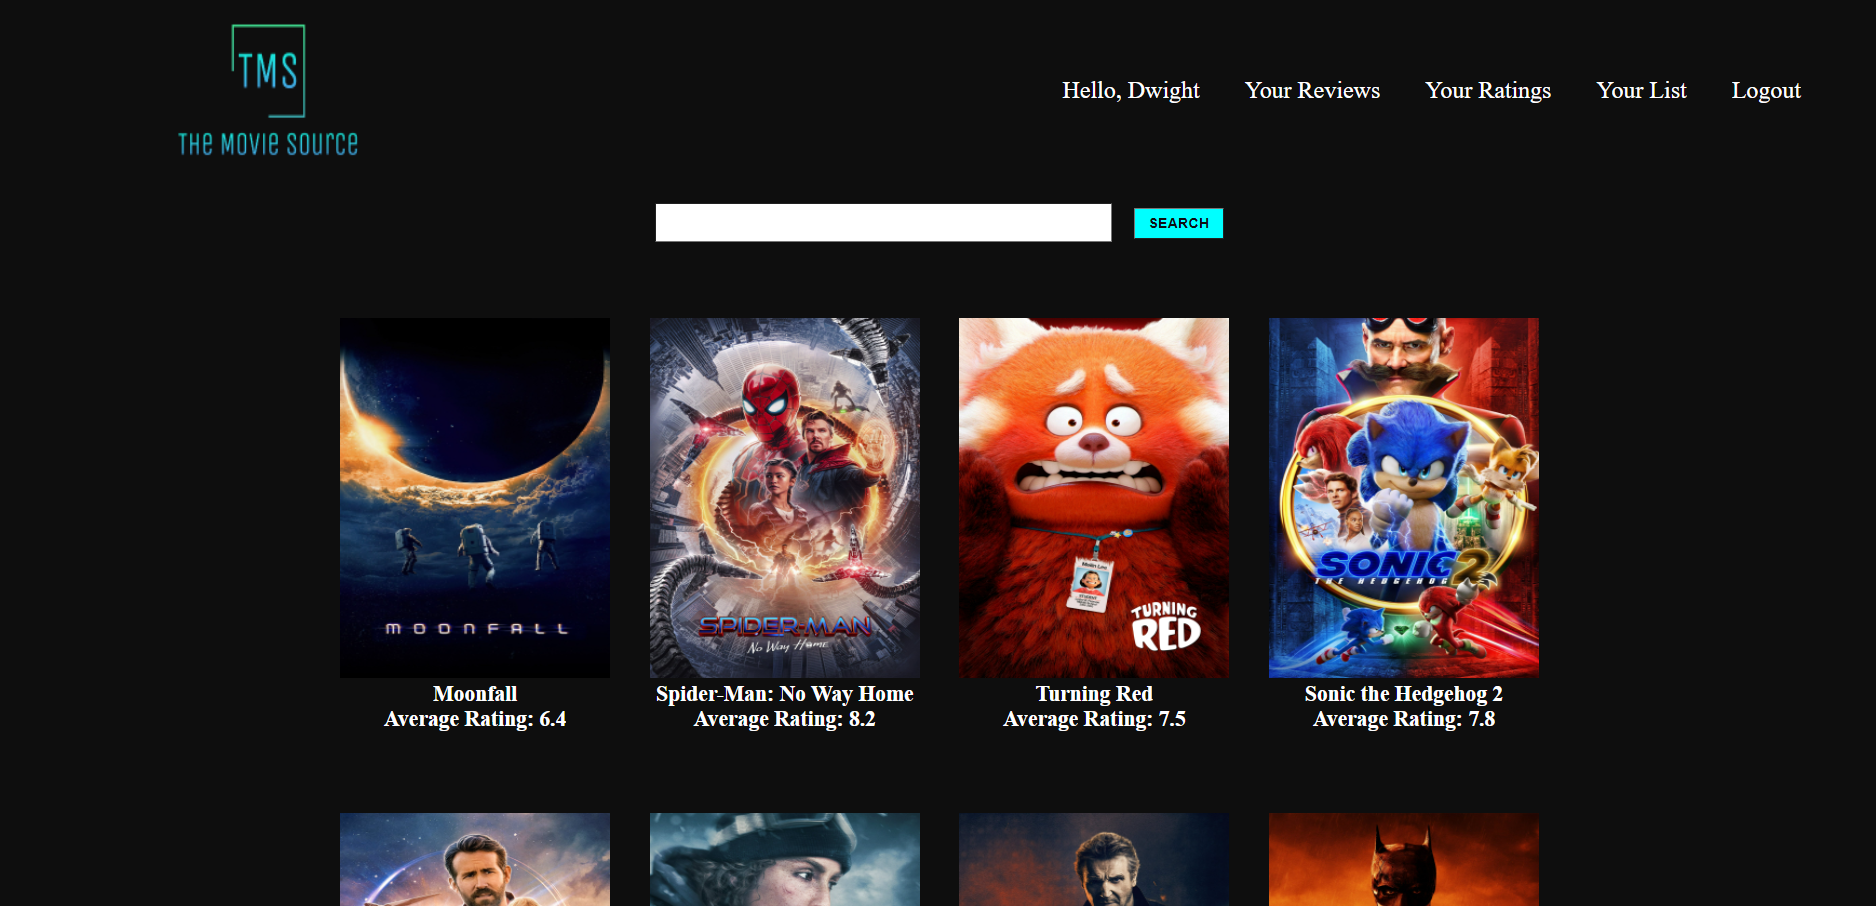 TMS
THE MOVIE SOURCE
Hello, Dwight
Your Reviews
Your Ratings
Your List
Logout
SEARCH
MOONFALL
SPIDER-MAN
No Way Home
Meilin Lee
TURNING
RED
SONIC 2
THE HEDGEHOG
Moonfall
Average Rating: 6.4
Spider-Man: No Way Home
Average Rating: 8.2
Turning Red
Average Rating: 7.5
Sonic the Hedgehog 2
Average Rating: 7.8